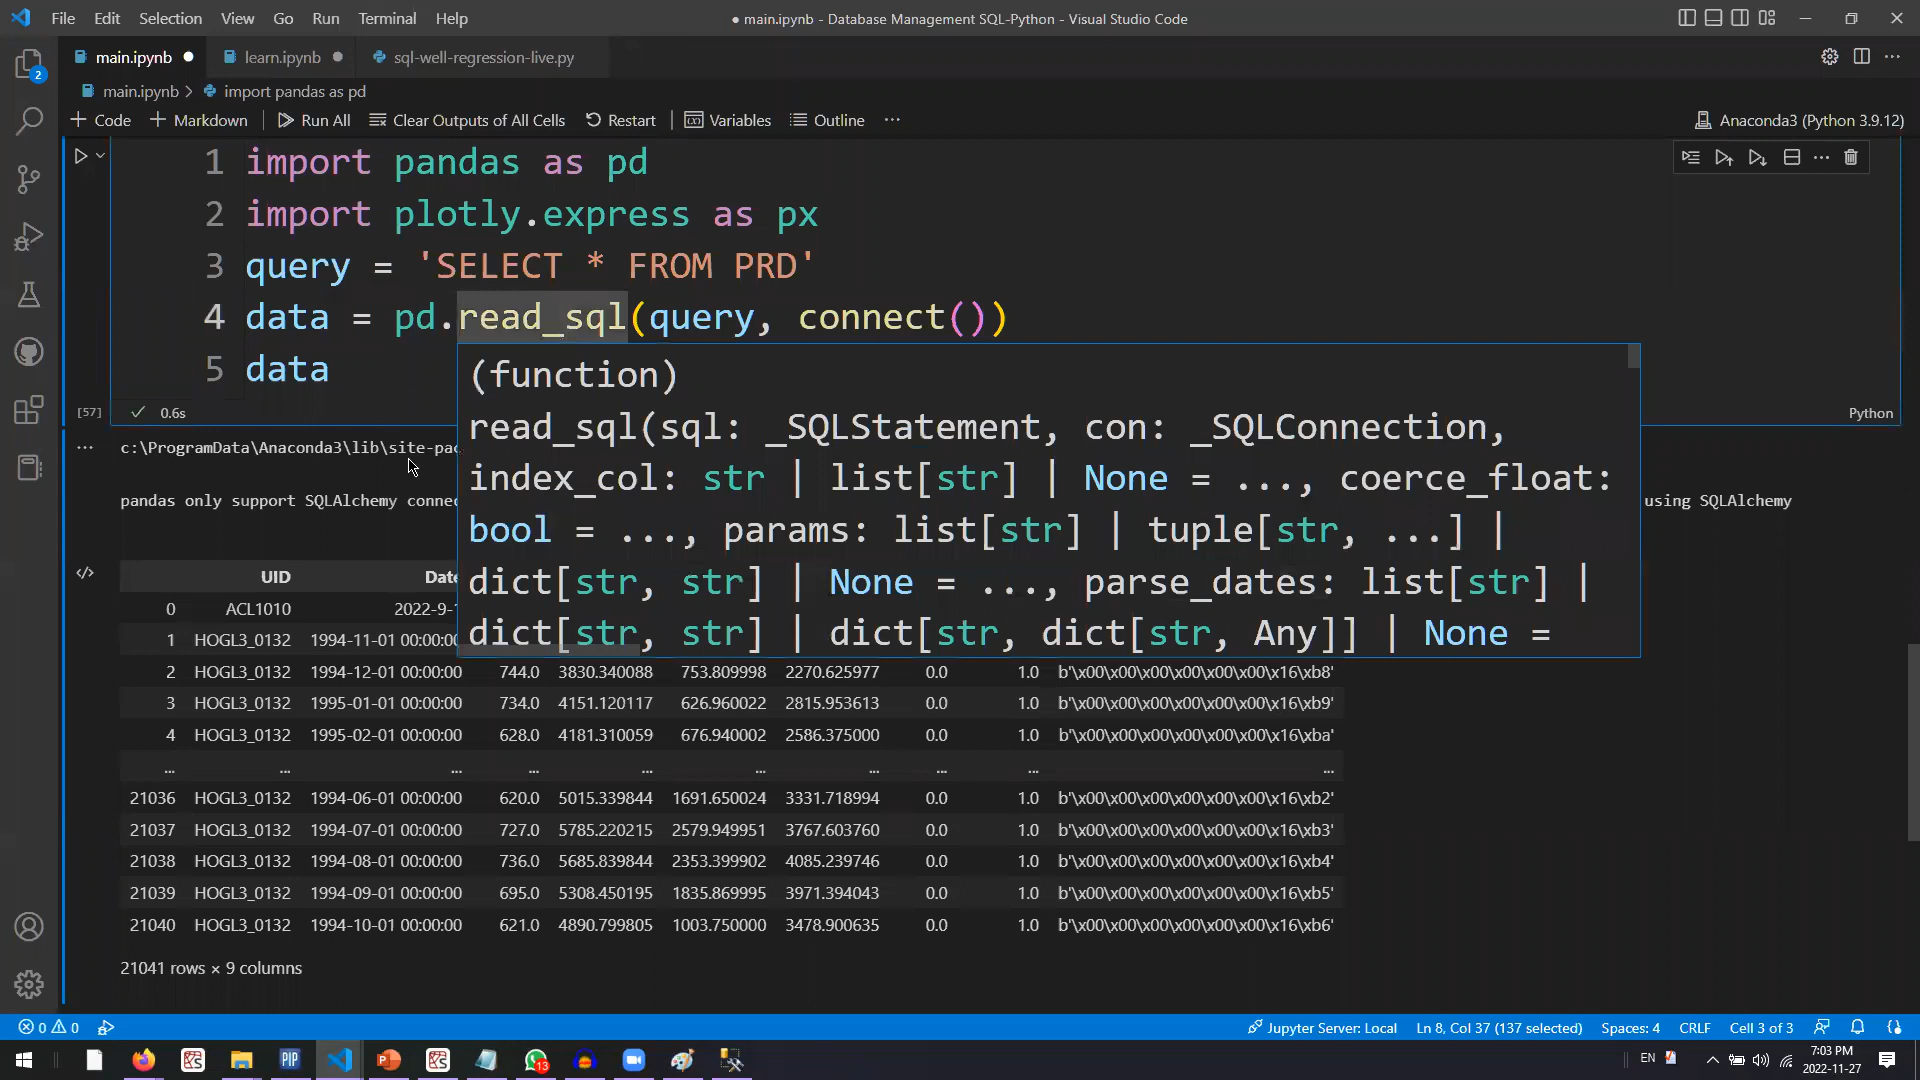 File Edit Selection View Go Run Terminal Help
● main.ipynb - Database Management SQL-Python - Visual Studio Code
main.ipynb ● learn.ipynb ● sql-well-regression-live.py
2
main.ipynb > import pandas as pd
+ Code + Markdown Run All Clear Outputs of All Cells Restart Variables Outline ...
Anaconda3 (Python 3.9.12)
1 import pandas as pd
2 import plotly.express as px
3 query = 'SELECT * FROM PRD'
4 data = pd.read_sql(query, connect())
5 data
[57] ✓ 0.6s
Python
(function)
read_sql(sql: _SQLStatement, con: _SQLConnection,
index_col: str | list[str] | None = ..., coerce_float:
bool = ..., params: list[str] | tuple[str, ...] |
dict[str, str] | None = ..., parse_dates: list[str] |
dict[str, str] | dict[str, dict[str, Any]] | None =
... c:\ProgramData\Anaconda3\lib\site-pac
pandas only support SQLAlchemy connec using SQLAlchemy
UID Date
0 ACL1010 2022-9-
1 HOGL3_0132 1994-11-01 00:00:00
2 HOGL3_0132 1994-12-01 00:00:00 744.0 3830.340088 753.809998 2270.625977 0.0 1.0 b'\x00\x00\x00\x00\x00\x00\x16\xb8'
3 HOGL3_0132 1995-01-01 00:00:00 734.0 4151.120117 626.960022 2815.953613 0.0 1.0 b'\x00\x00\x00\x00\x00\x00\x16\xb9'
4 HOGL3_0132 1995-02-01 00:00:00 628.0 4181.310059 676.940002 2586.375000 0.0 1.0 b'\x00\x00\x00\x00\x00\x00\x16\xba'
... ... ... ... ... ... ... ... ... ...
21036 HOGL3_0132 1994-06-01 00:00:00 620.0 5015.339844 1691.650024 3331.718994 0.0 1.0 b'\x00\x00\x00\x00\x00\x00\x16\xb2'
21037 HOGL3_0132 1994-07-01 00:00:00 727.0 5785.220215 2579.949951 3767.603760 0.0 1.0 b'\x00\x00\x00\x00\x00\x00\x16\xb3'
21038 HOGL3_0132 1994-08-01 00:00:00 736.0 5685.839844 2353.399902 4085.239746 0.0 1.0 b'\x00\x00\x00\x00\x00\x00\x16\xb4'
21039 HOGL3_0132 1994-09-01 00:00:00 695.0 5308.450195 1835.869995 3971.394043 0.0 1.0 b'\x00\x00\x00\x00\x00\x00\x16\xb5'
21040 HOGL3_0132 1994-10-01 00:00:00 621.0 4890.799805 1003.750000 3478.900635 0.0 1.0 b'\x00\x00\x00\x00\x00\x00\x16\xb6'
21041 rows × 9 columns
0 0 Jupyter Server: Local Ln 8, Col 37 (137 selected) Spaces: 4 CRLF Cell 3 of 3
PIP 13 EN 7:03 PM
2022-11-27